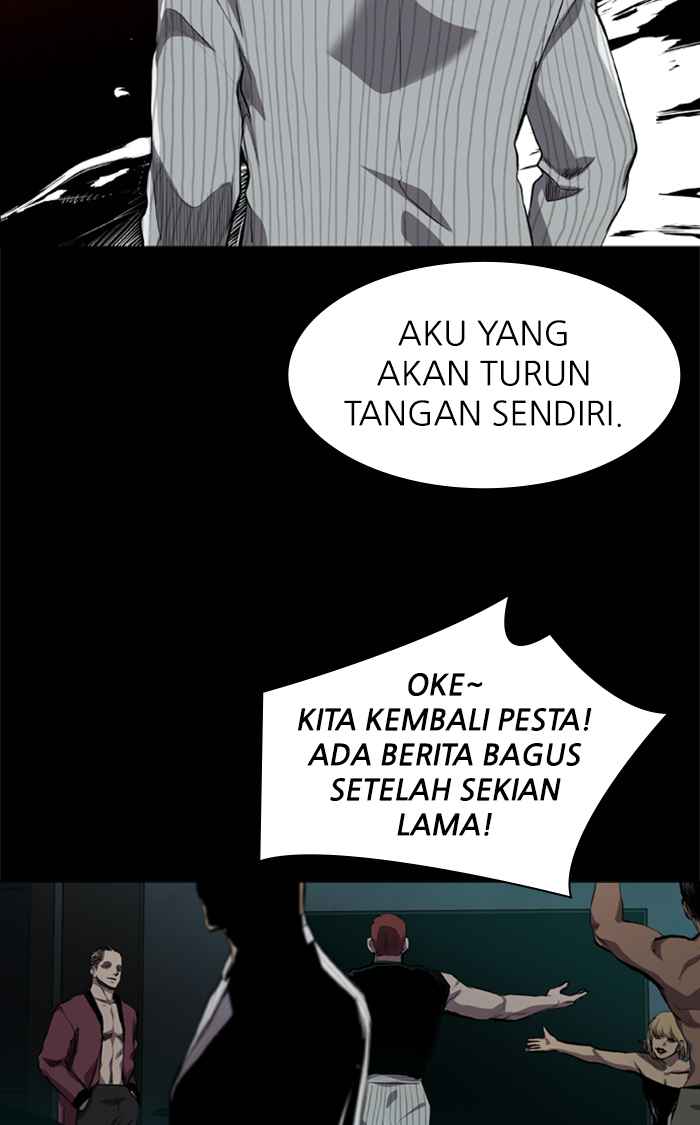 AKU YANG
AKAN TURUN
TANGAN SENDIRI.
OKE~
KITA KEMBALI PESTA!
ADA BERITA BAGUS
SETELAH SEKIAN
LAMA!